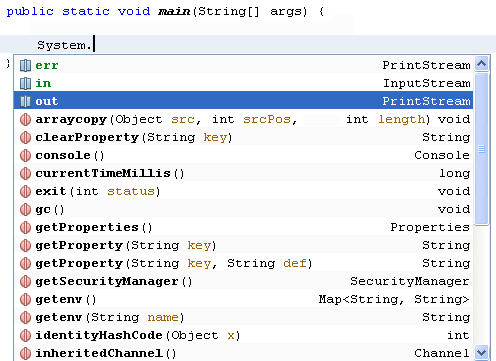 public static void main(String[] args) {
System.
}
err PrintStream
in InputStream
out PrintStream
arraycopy(Object src, int srcPos, int length) void
clearProperty(String key) String
console() Console
currentTimeMillis() long
exit(int status) void
gc() void
getProperties() Properties
getProperty(String key) String
getProperty(String key, String def) String
getSecurityManager() SecurityManager
getenv() Map<String, String>
getenv(String name) String
identityHashCode(Object x) int
inheritedChannel() Channel